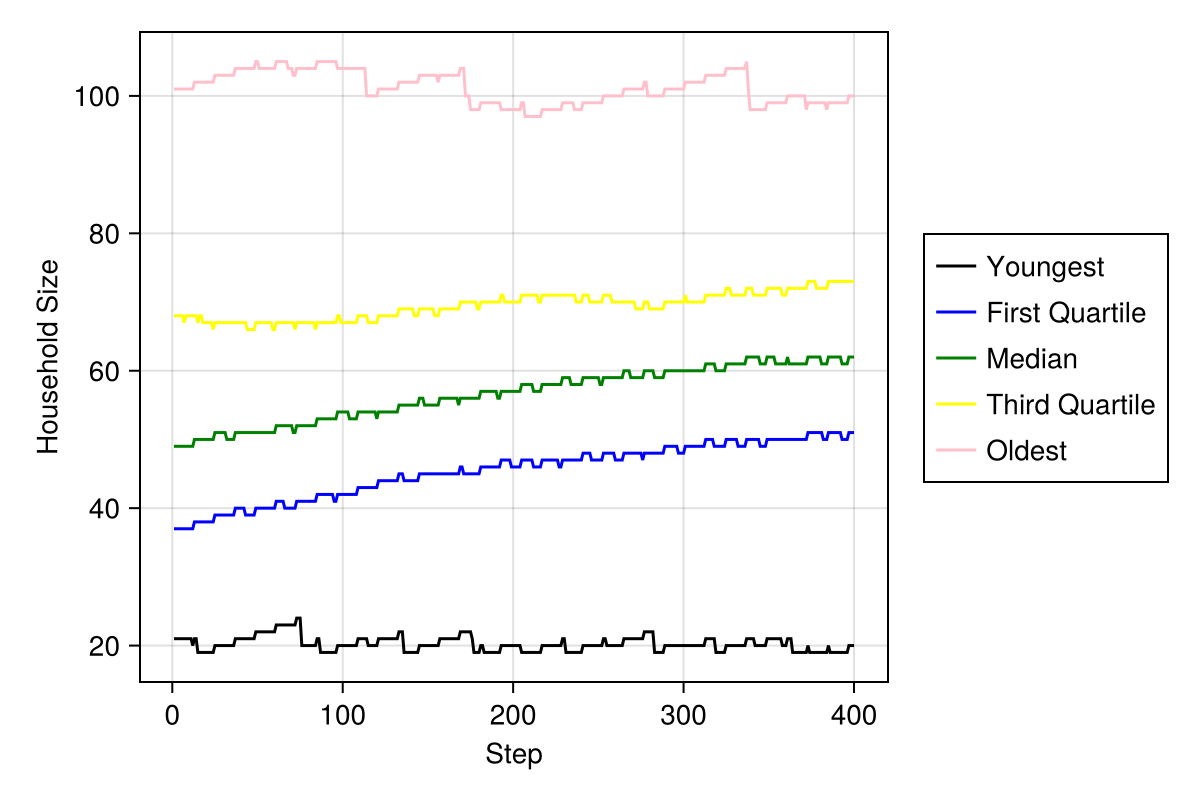 Household Size
100
80
60
40
20
0
100
200
300
400
Step
Youngest
First Quartile
Median
Third Quartile
Oldest